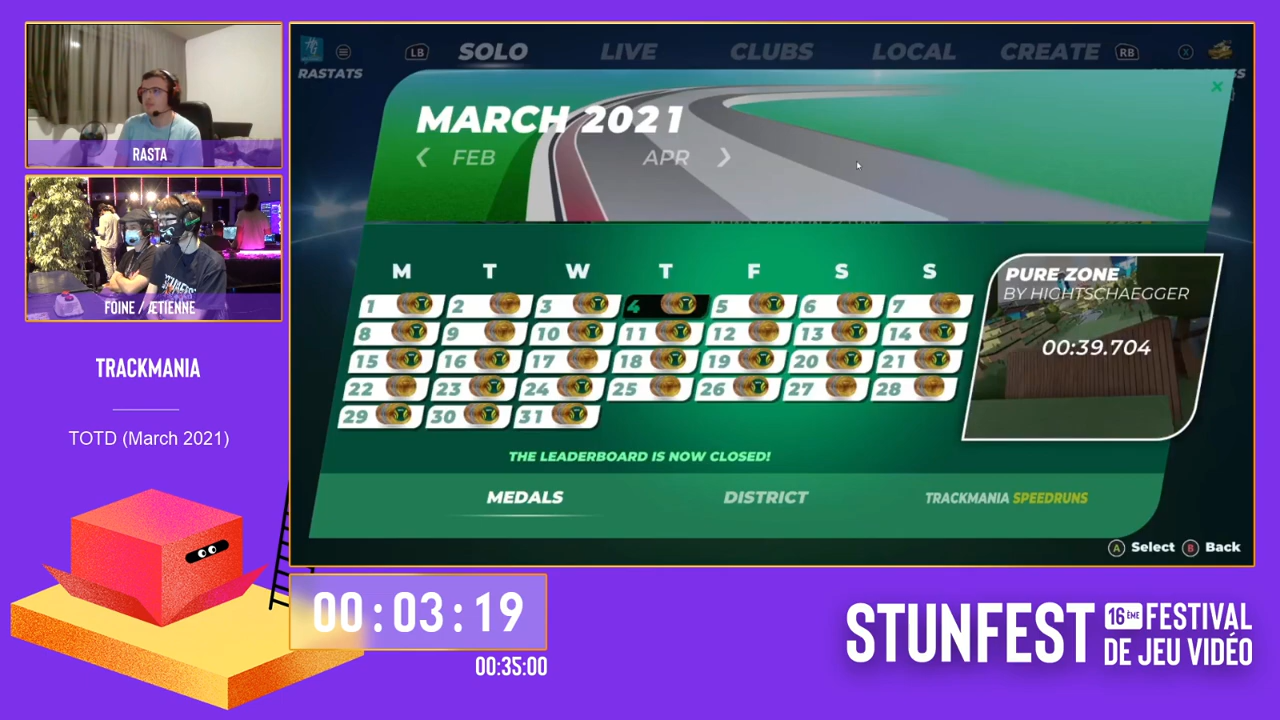 RASTA
FOINE / ÆTIENNE
TRACKMANIA
TOTD (March 2021)
RASTATS
LB
SOLO
LIVE
CLUBS
LOCAL
CREATE
RB
X
MARCH 2021
FEB
APR
M T W T F S S
1 2 3 4 5 6 7
8 9 10 11 12 13 14
15 16 17 18 19 20 21
22 23 24 25 26 27 28
29 30 31
THE LEADERBOARD IS NOW CLOSED!
MEDALS
DISTRICT
TRACKMANIA SPEEDRUNS
PURE ZONE
BY HIGHTSCHAEGGER
00:39.704
A Select B Back
00:03:19
00:35:00
STUNFEST
16ÈME FESTIVAL
DE JEU VIDÉO